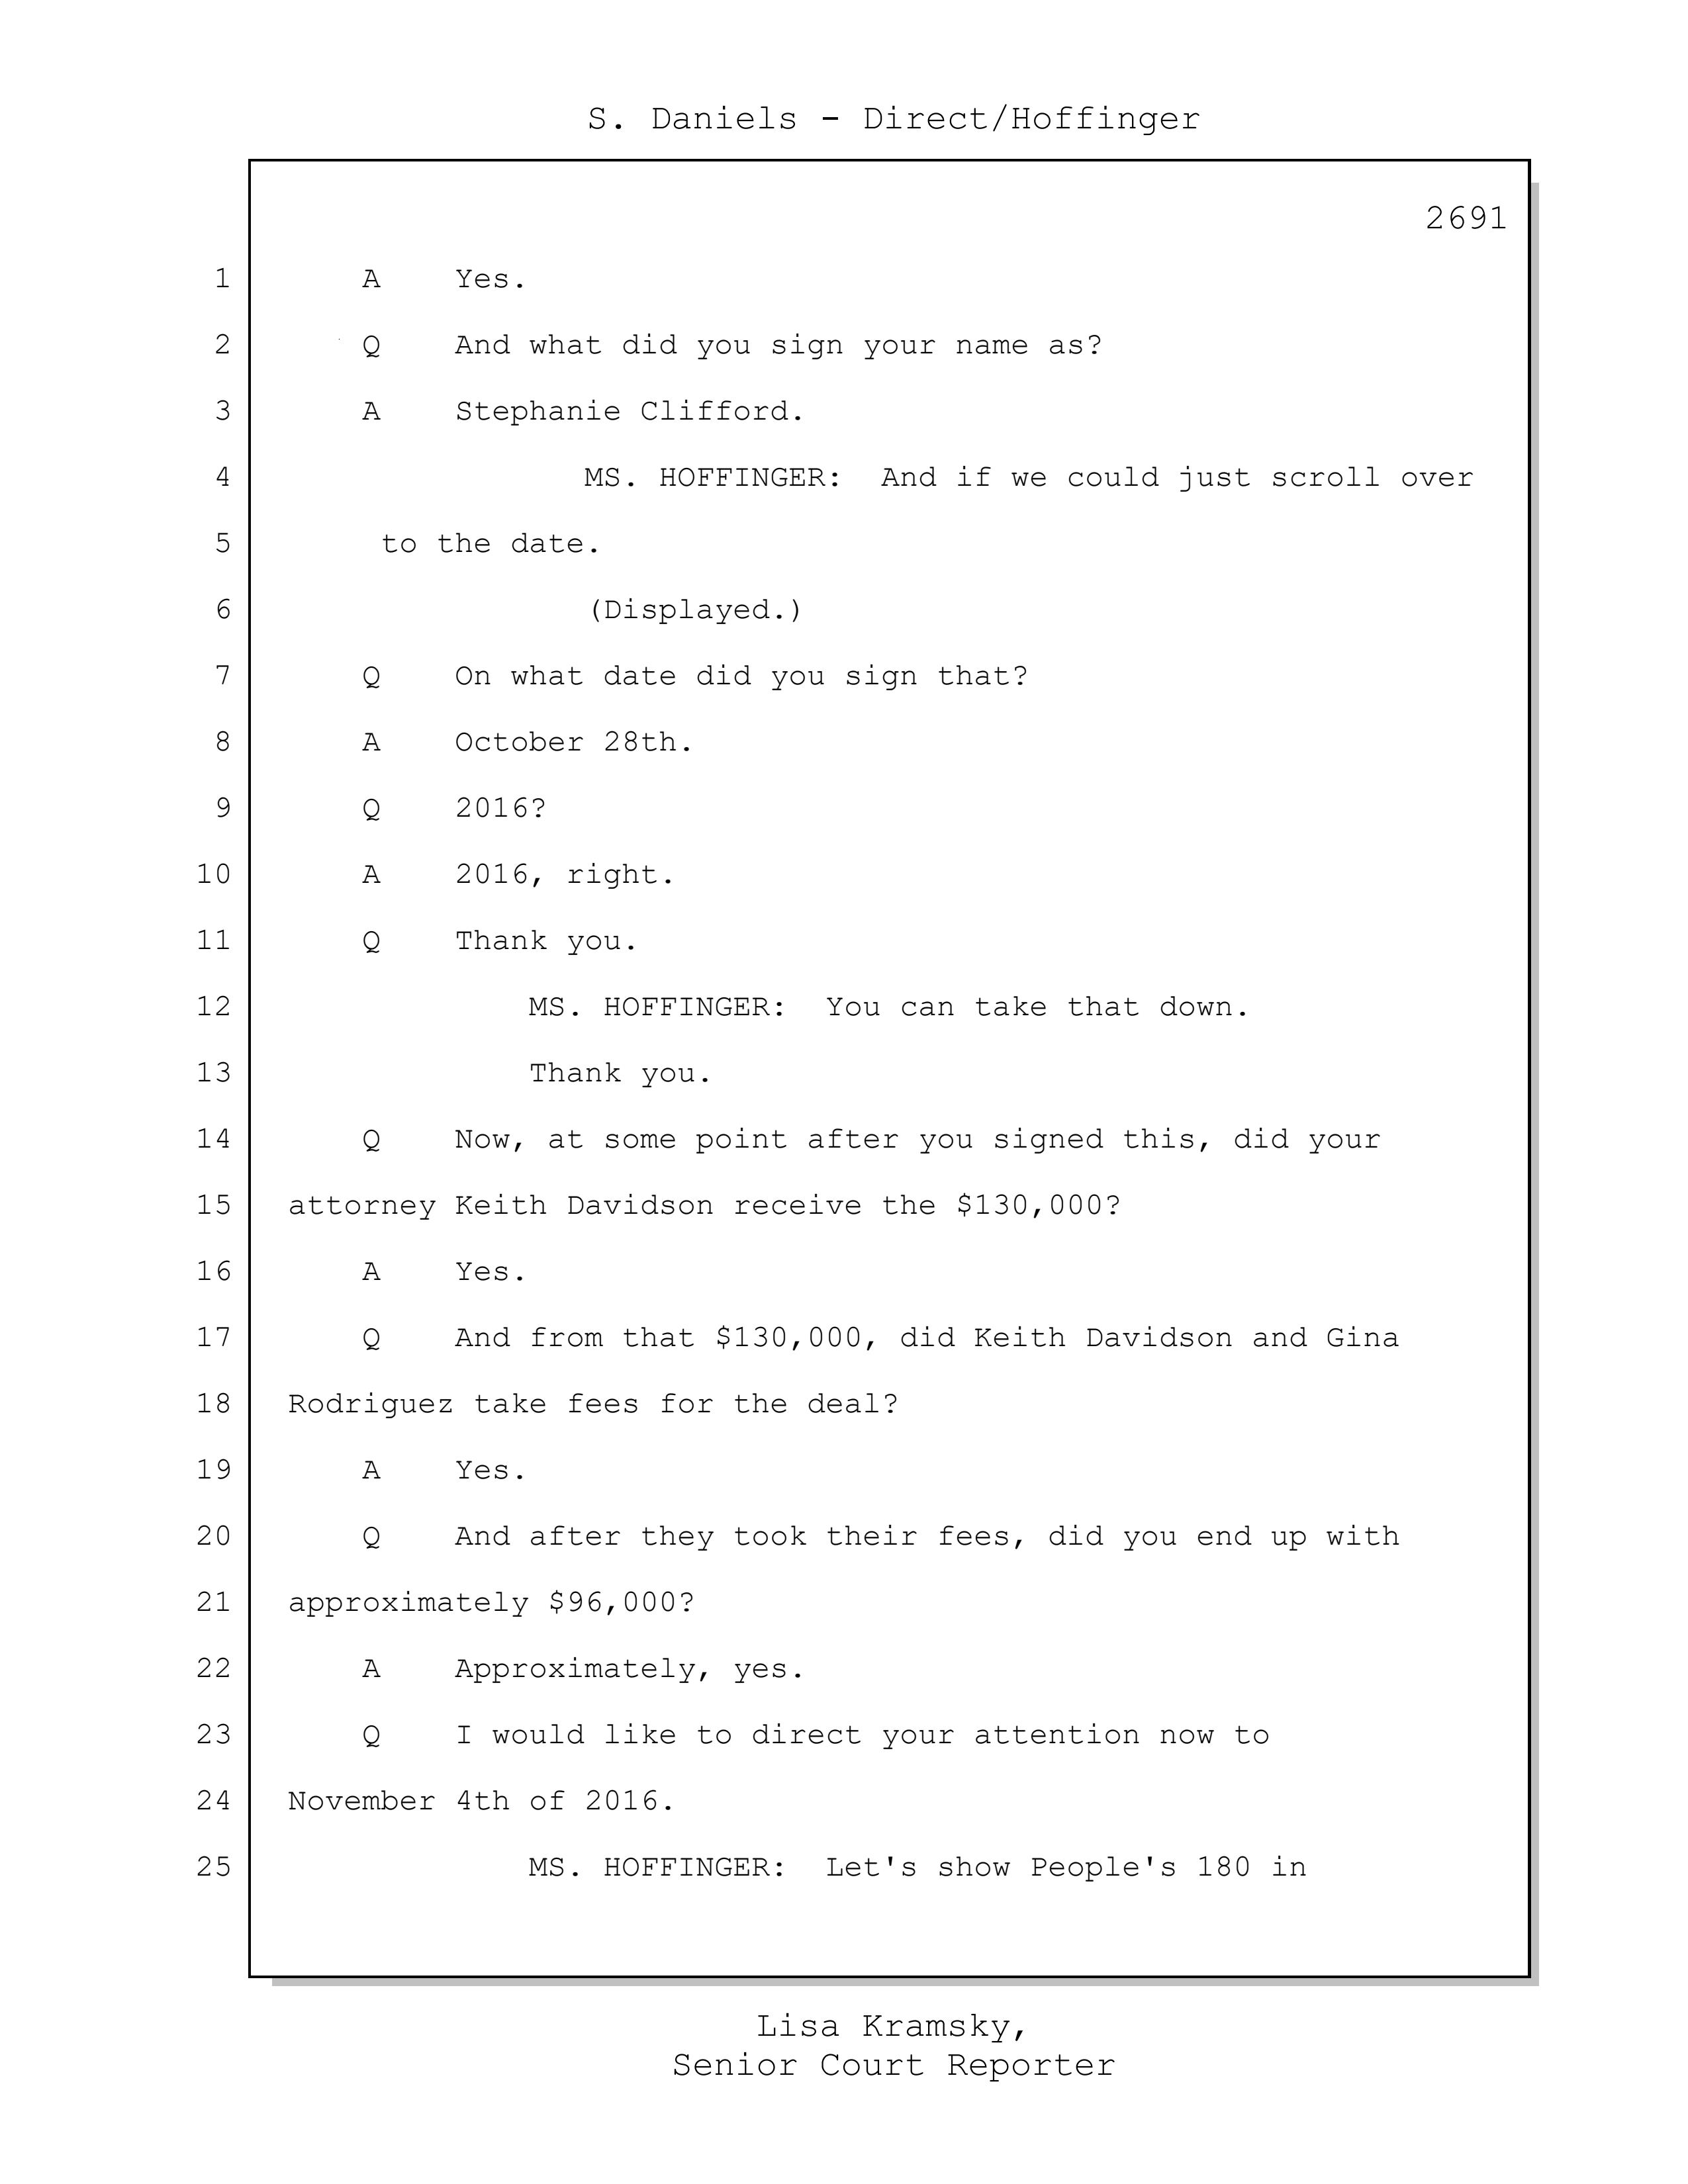 S. Daniels - Direct/Hoffinger
2691
1 A Yes.
2 Q And what did you sign your name as?
3 A Stephanie Clifford.
4 MS. HOFFINGER: And if we could just scroll over
5 to the date.
6 (Displayed.)
7 Q On what date did you sign that?
8 A October 28th.
9 Q 2016?
10 A 2016, right.
11 Q Thank you.
12 MS. HOFFINGER: You can take that down.
13 Thank you.
14 Q Now, at some point after you signed this, did your
15 attorney Keith Davidson receive the $130,000?
16 A Yes.
17 Q And from that $130,000, did Keith Davidson and Gina
18 Rodriguez take fees for the deal?
19 A Yes.
20 Q And after they took their fees, did you end up with
21 approximately $96,000?
22 A Approximately, yes.
23 Q I would like to direct your attention now to
24 November 4th of 2016.
25 MS. HOFFINGER: Let's show People's 180 in
Lisa Kramsky,
Senior Court Reporter